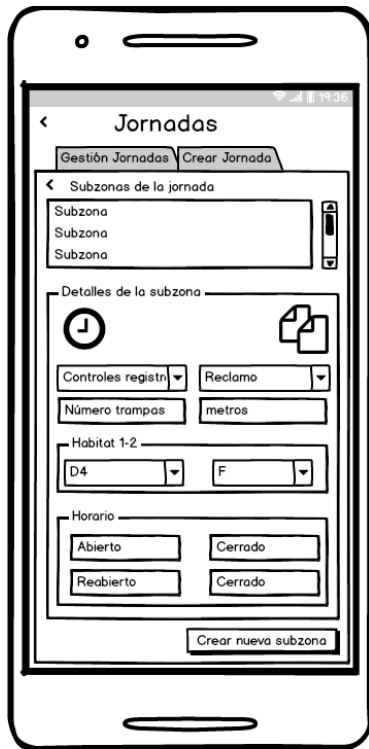 19:36
Jornadas
Gestión Jornadas Crear Jornada
Subzonas de la jornada
Subzona
Subzona
Subzona
Detalles de la subzona
Controles registr Reclamo
Número trampas metros
Habitat 1-2
D4 F
Horario
Abierto Cerrado
Reabierto Cerrado
Crear nueva subzona